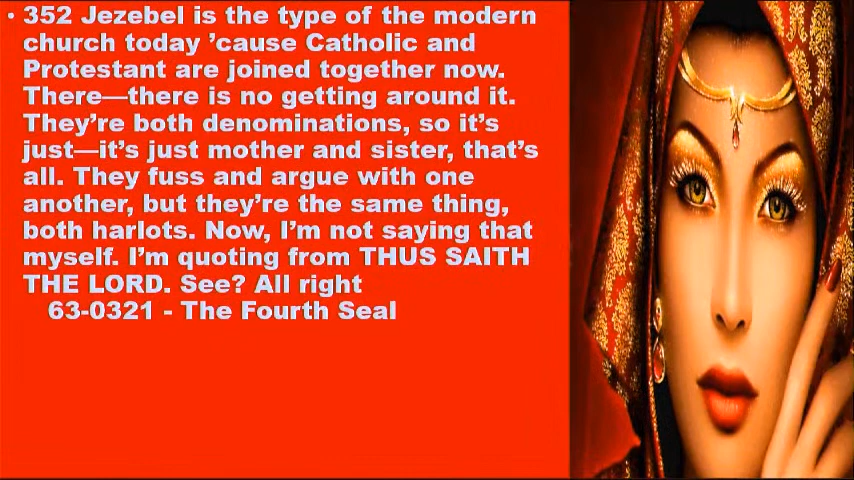 • 352 Jezebel is the type of the modern
church today ’cause Catholic and
Protestant are joined together now.
There—there is no getting around it.
They’re both denominations, so it’s
just—it’s just mother and sister, that’s
all. They fuss and argue with one
another, but they’re the same thing,
both harlots. Now, I’m not saying that
myself. I’m quoting from THUS SAITH
THE LORD. See? All right
63-0321 - The Fourth Seal